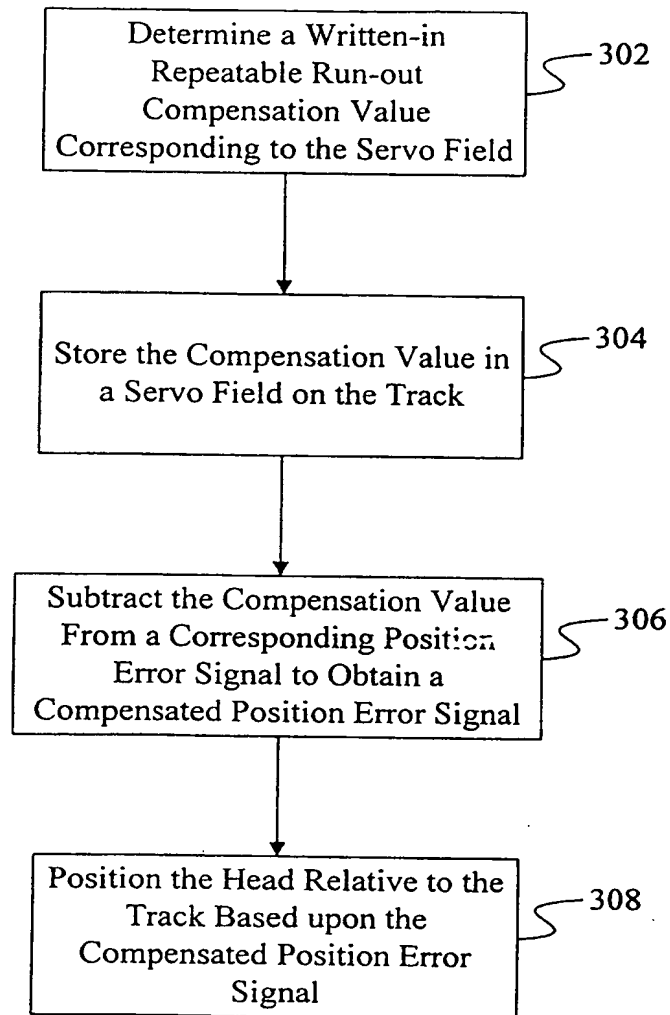 Determine a Written-in
Repeatable Run-out
Compensation Value
Corresponding to the Servo Field
302
Store the Compensation Value in
a Servo Field on the Track
304
Subtract the Compensation Value
From a Corresponding Position
Error Signal to Obtain a
Compensated Position Error Signal
306
Position the Head Relative to the
Track Based upon the
Compensated Position Error
Signal
308